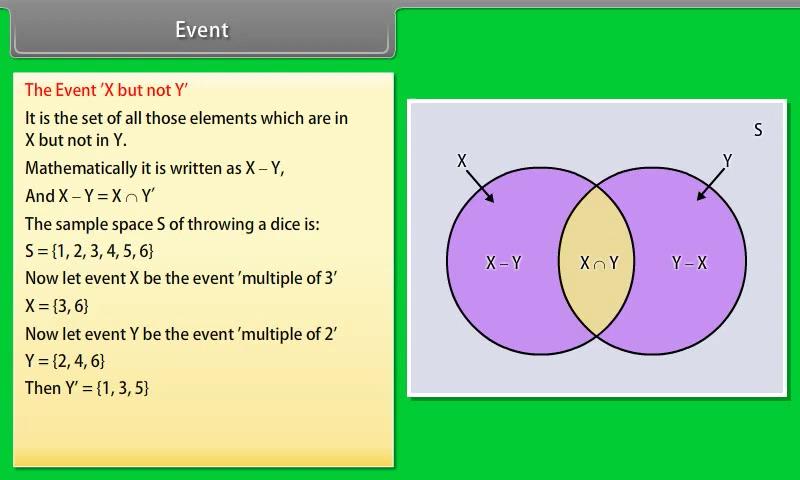 Event
The Event 'X but not Y'
It is the set of all those elements which are in
X but not in Y.
Mathematically it is written as X – Y,
And X – Y = X ∩ Y′
The sample space S of throwing a dice is:
S = {1, 2, 3, 4, 5, 6}
Now let event X be the event 'multiple of 3'
X = {3, 6}
Now let event Y be the event 'multiple of 2'
Y = {2, 4, 6}
Then Y′ = {1, 3, 5}
S
X
Y
X – Y
X ∩ Y
Y – X